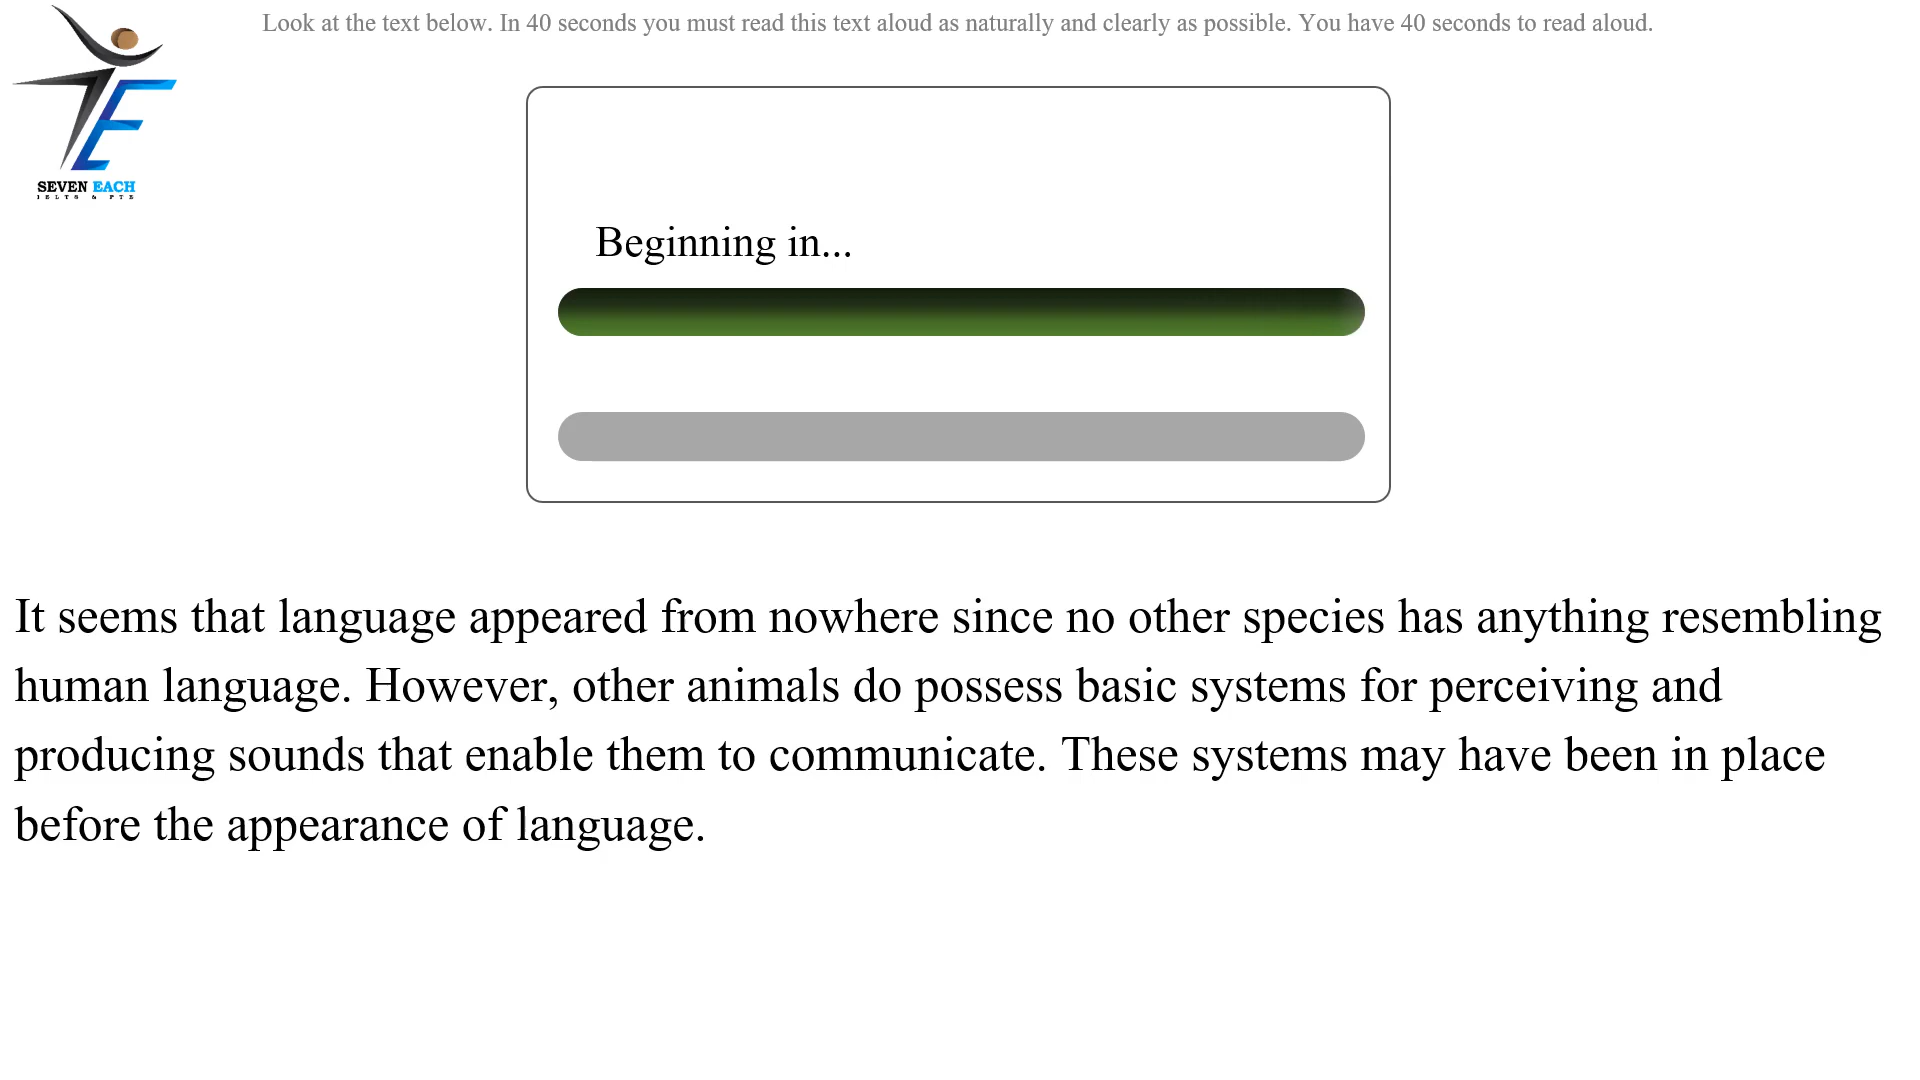 Look at the text below. In 40 seconds you must read this text aloud as naturally and clearly as possible. You have 40 seconds to read aloud.
SEVEN EACH
IELTS & PTE
Beginning in...
It seems that language appeared from nowhere since no other species has anything resembling
human language. However, other animals do possess basic systems for perceiving and
producing sounds that enable them to communicate. These systems may have been in place
before the appearance of language.